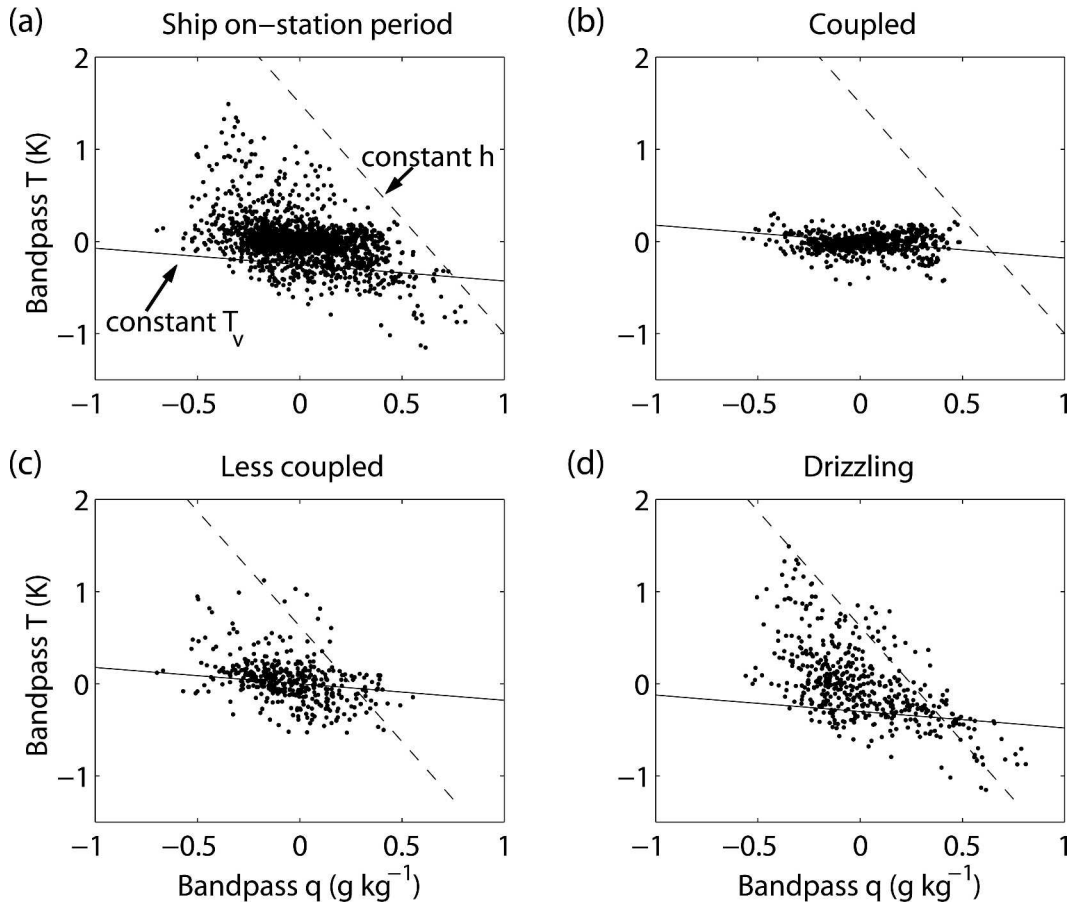 (a) Ship on−station period
2
1
0
−1
Bandpass T (K)
constant h
constant Tv
−1 −0.5 0 0.5 1
(b) Coupled
2
1
0
−1
−1 −0.5 0 0.5 1
(c) Less coupled
2
1
0
−1
Bandpass T (K)
−1 −0.5 0 0.5 1
Bandpass q (g kg−1)
(d) Drizzling
2
1
0
−1
−1 −0.5 0 0.5 1
Bandpass q (g kg−1)